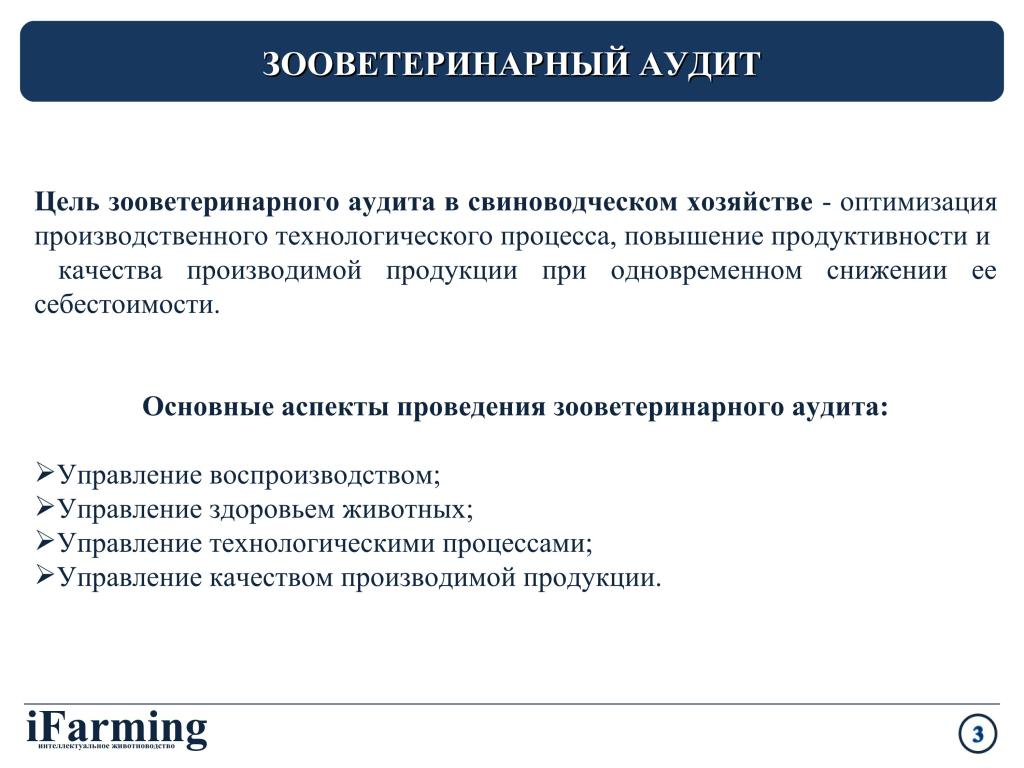 ЗООВЕТЕРИНАРНЫЙ АУДИТ
Цель зооветеринарного аудита в свиноводческом хозяйстве - оптимизация
производственного технологического процесса, повышение продуктивности и
качества производимой продукции при одновременном снижении ее
себестоимости.
Основные аспекты проведения зооветеринарного аудита:
➢Управление воспроизводством;
➢Управление здоровьем животных;
➢Управление технологическими процессами;
➢Управление качеством производимой продукции.
iFarming
интеллектуальное животноводство
3